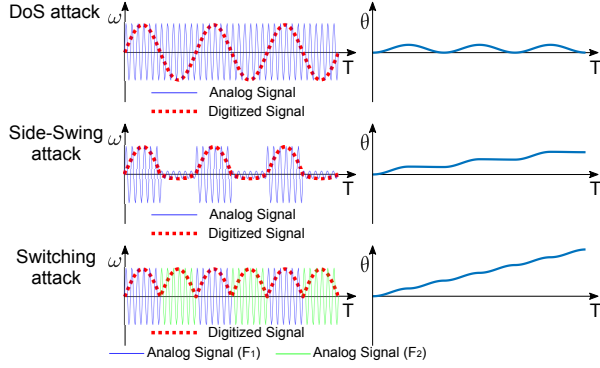 DoS attack
ω
T
θ
T
Analog Signal
Digitized Signal
Side-Swing
attack
ω
T
θ
T
Analog Signal
Digitized Signal
Switching
attack
ω
T
θ
T
Digitized Signal
Analog Signal (F₁)
Analog Signal (F₂)